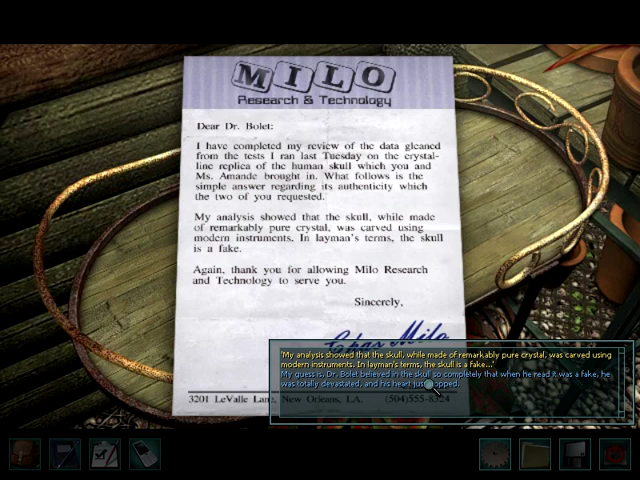 MILO
Research & Technology
Dear Dr. Bolet:
I have completed my review of the data gleaned
from the tests I ran last Tuesday on the crystal-
line replica of the human skull which you and
Ms. Amande brought in. What follows is the
simple answer regarding its authenticity which
the two of you requested.
My analysis showed that the skull, while made
of remarkably pure crystal, was carved using
modern instruments. In layman's terms, the skull
is a fake.
Again, thank you for allowing Milo Research
and Technology to serve you.
Sincerely,
Milo
'My analysis showed that the skull, while made of remarkably pure crystal, was carved using
modern instruments. In layman's terms, the skull is a fake...'
My guess is, Dr. Bolet believed in the skull so completely that when he read it was a fake, he
was totally devastated, and his heart just stopped.
3201 LeValle Lane, New Orleans, LA. (504)555-8324